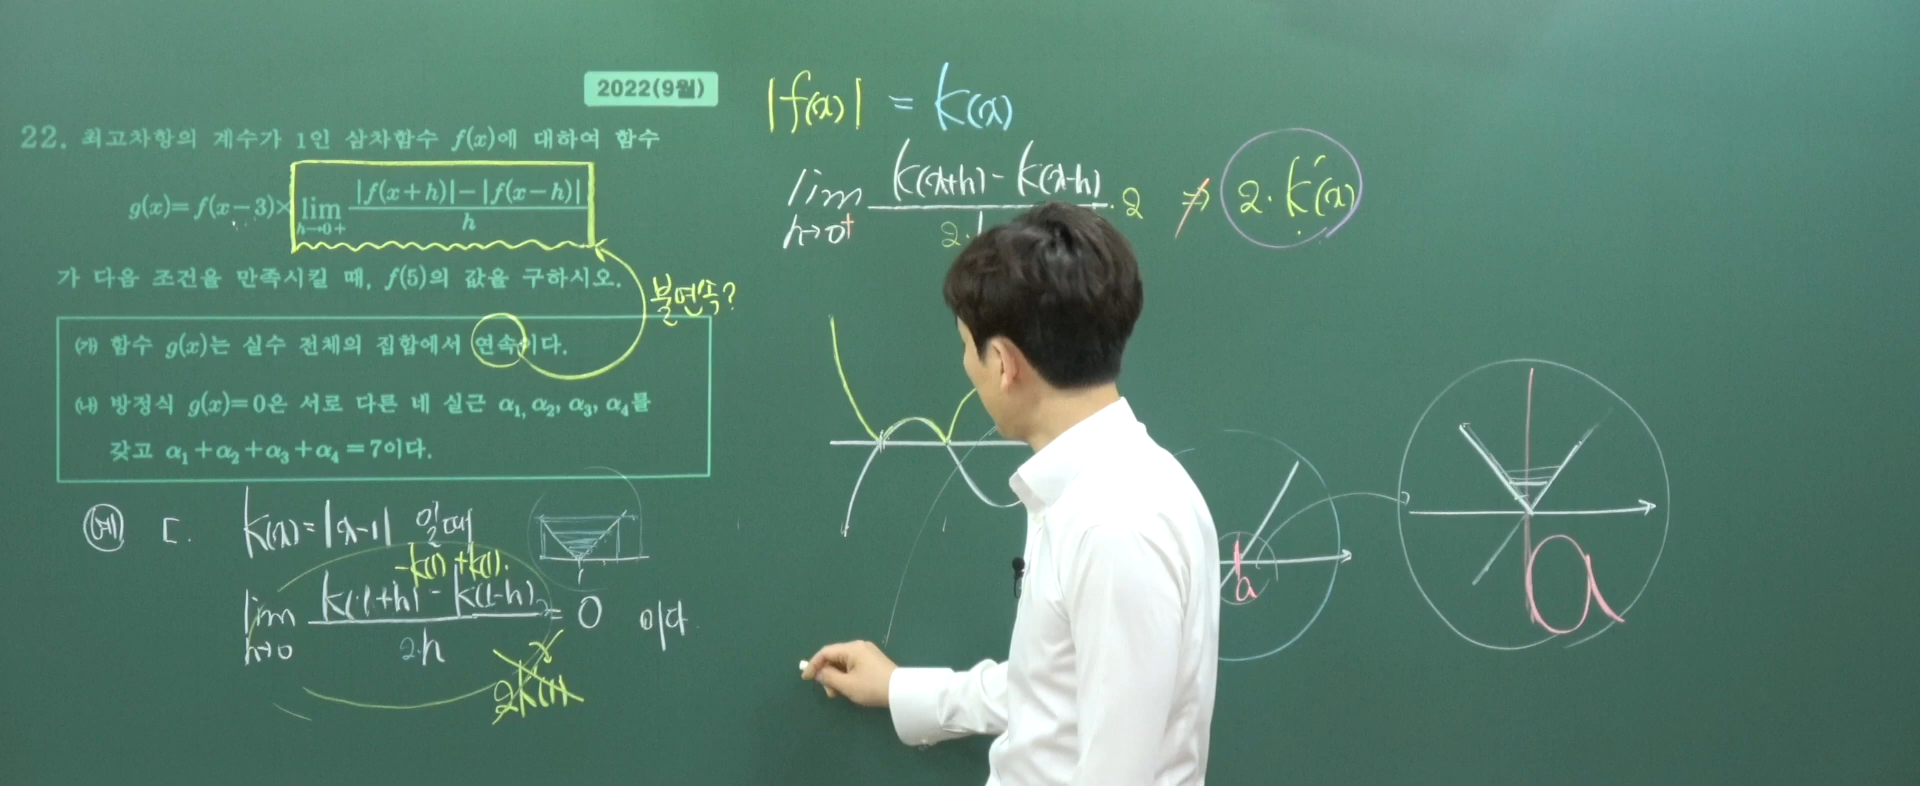 2022(9월)
22. 최고차항의 계수가 1인 삼차함수 f(x)에 대하여 함수
g(x)=f(x-3)×lim h→0+ |f(x+h)|-|f(x-h)| / h
가 다음 조건을 만족시킬 때, f(5)의 값을 구하시오.
불연속?
(가) 함수 g(x)는 실수 전체의 집합에서 연속이다.
(나) 방정식 g(x)=0은 서로 다른 네 실근 α₁, α₂, α₃, α₄를
갖고 α₁+α₂+α₃+α₄=7이다.
(예) ㄷ. k(x)=|x-1| 일때
-k(1)+k(1).
lim h→0 k(1+h)-k(1-h) / 2·h = 0 이다.
2k'(1)
1
|f(x)| = k(x)
lim h→0+ k(x+h)-k(x-h) / 2· ·2 ⇒ 2·k'(x)
a